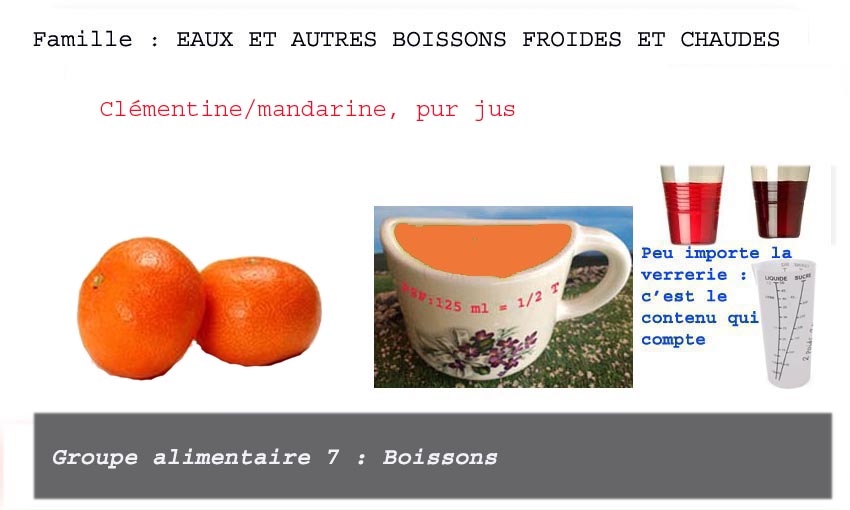 Famille : EAUX ET AUTRES BOISSONS FROIDES ET CHAUDES
Clémentine/mandarine, pur jus
125 ml = 1/2 T
Peu importe la
verrerie :
c'est le
contenu qui
compte
LIQUIDE SUCRE
Groupe alimentaire 7 : Boissons